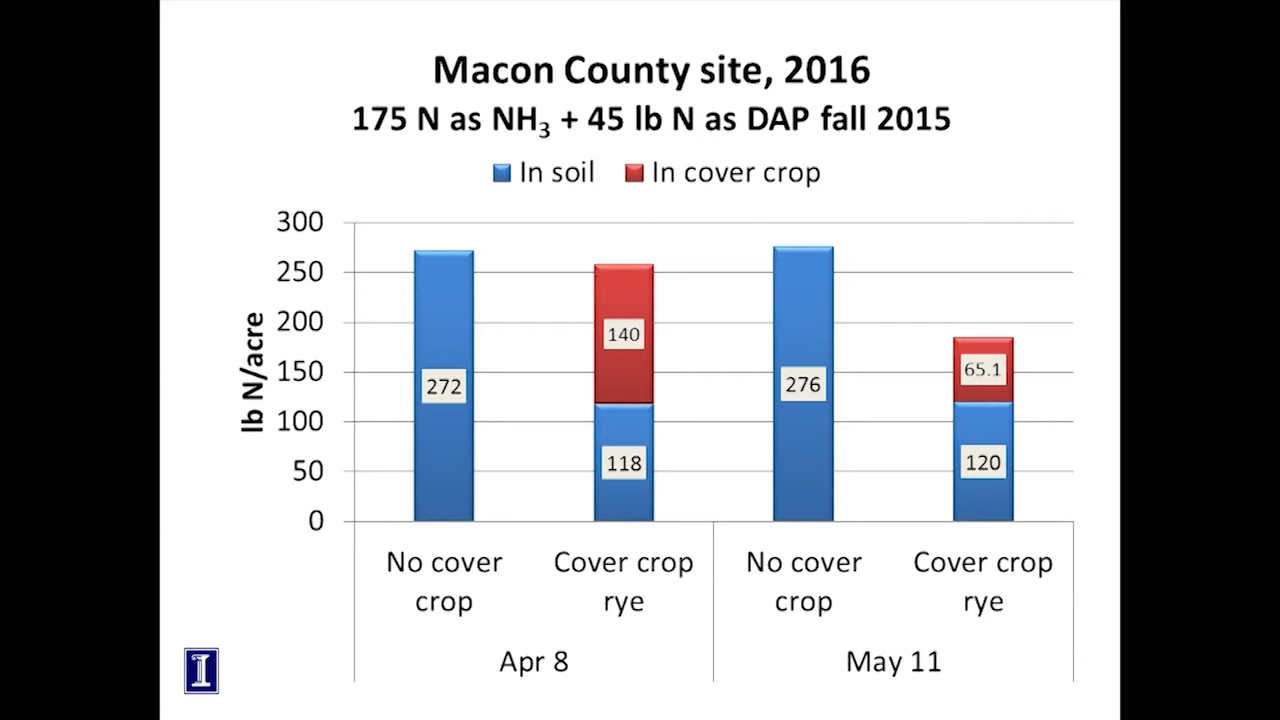 Macon County site, 2016
175 N as NH₃ + 45 lb N as DAP fall 2015
In soil In cover crop
lb N/acre
300
250
200
150
100
50
0
272
140
118
276
65.1
120
No cover crop
Cover crop rye
No cover crop
Cover crop rye
Apr 8
May 11
I